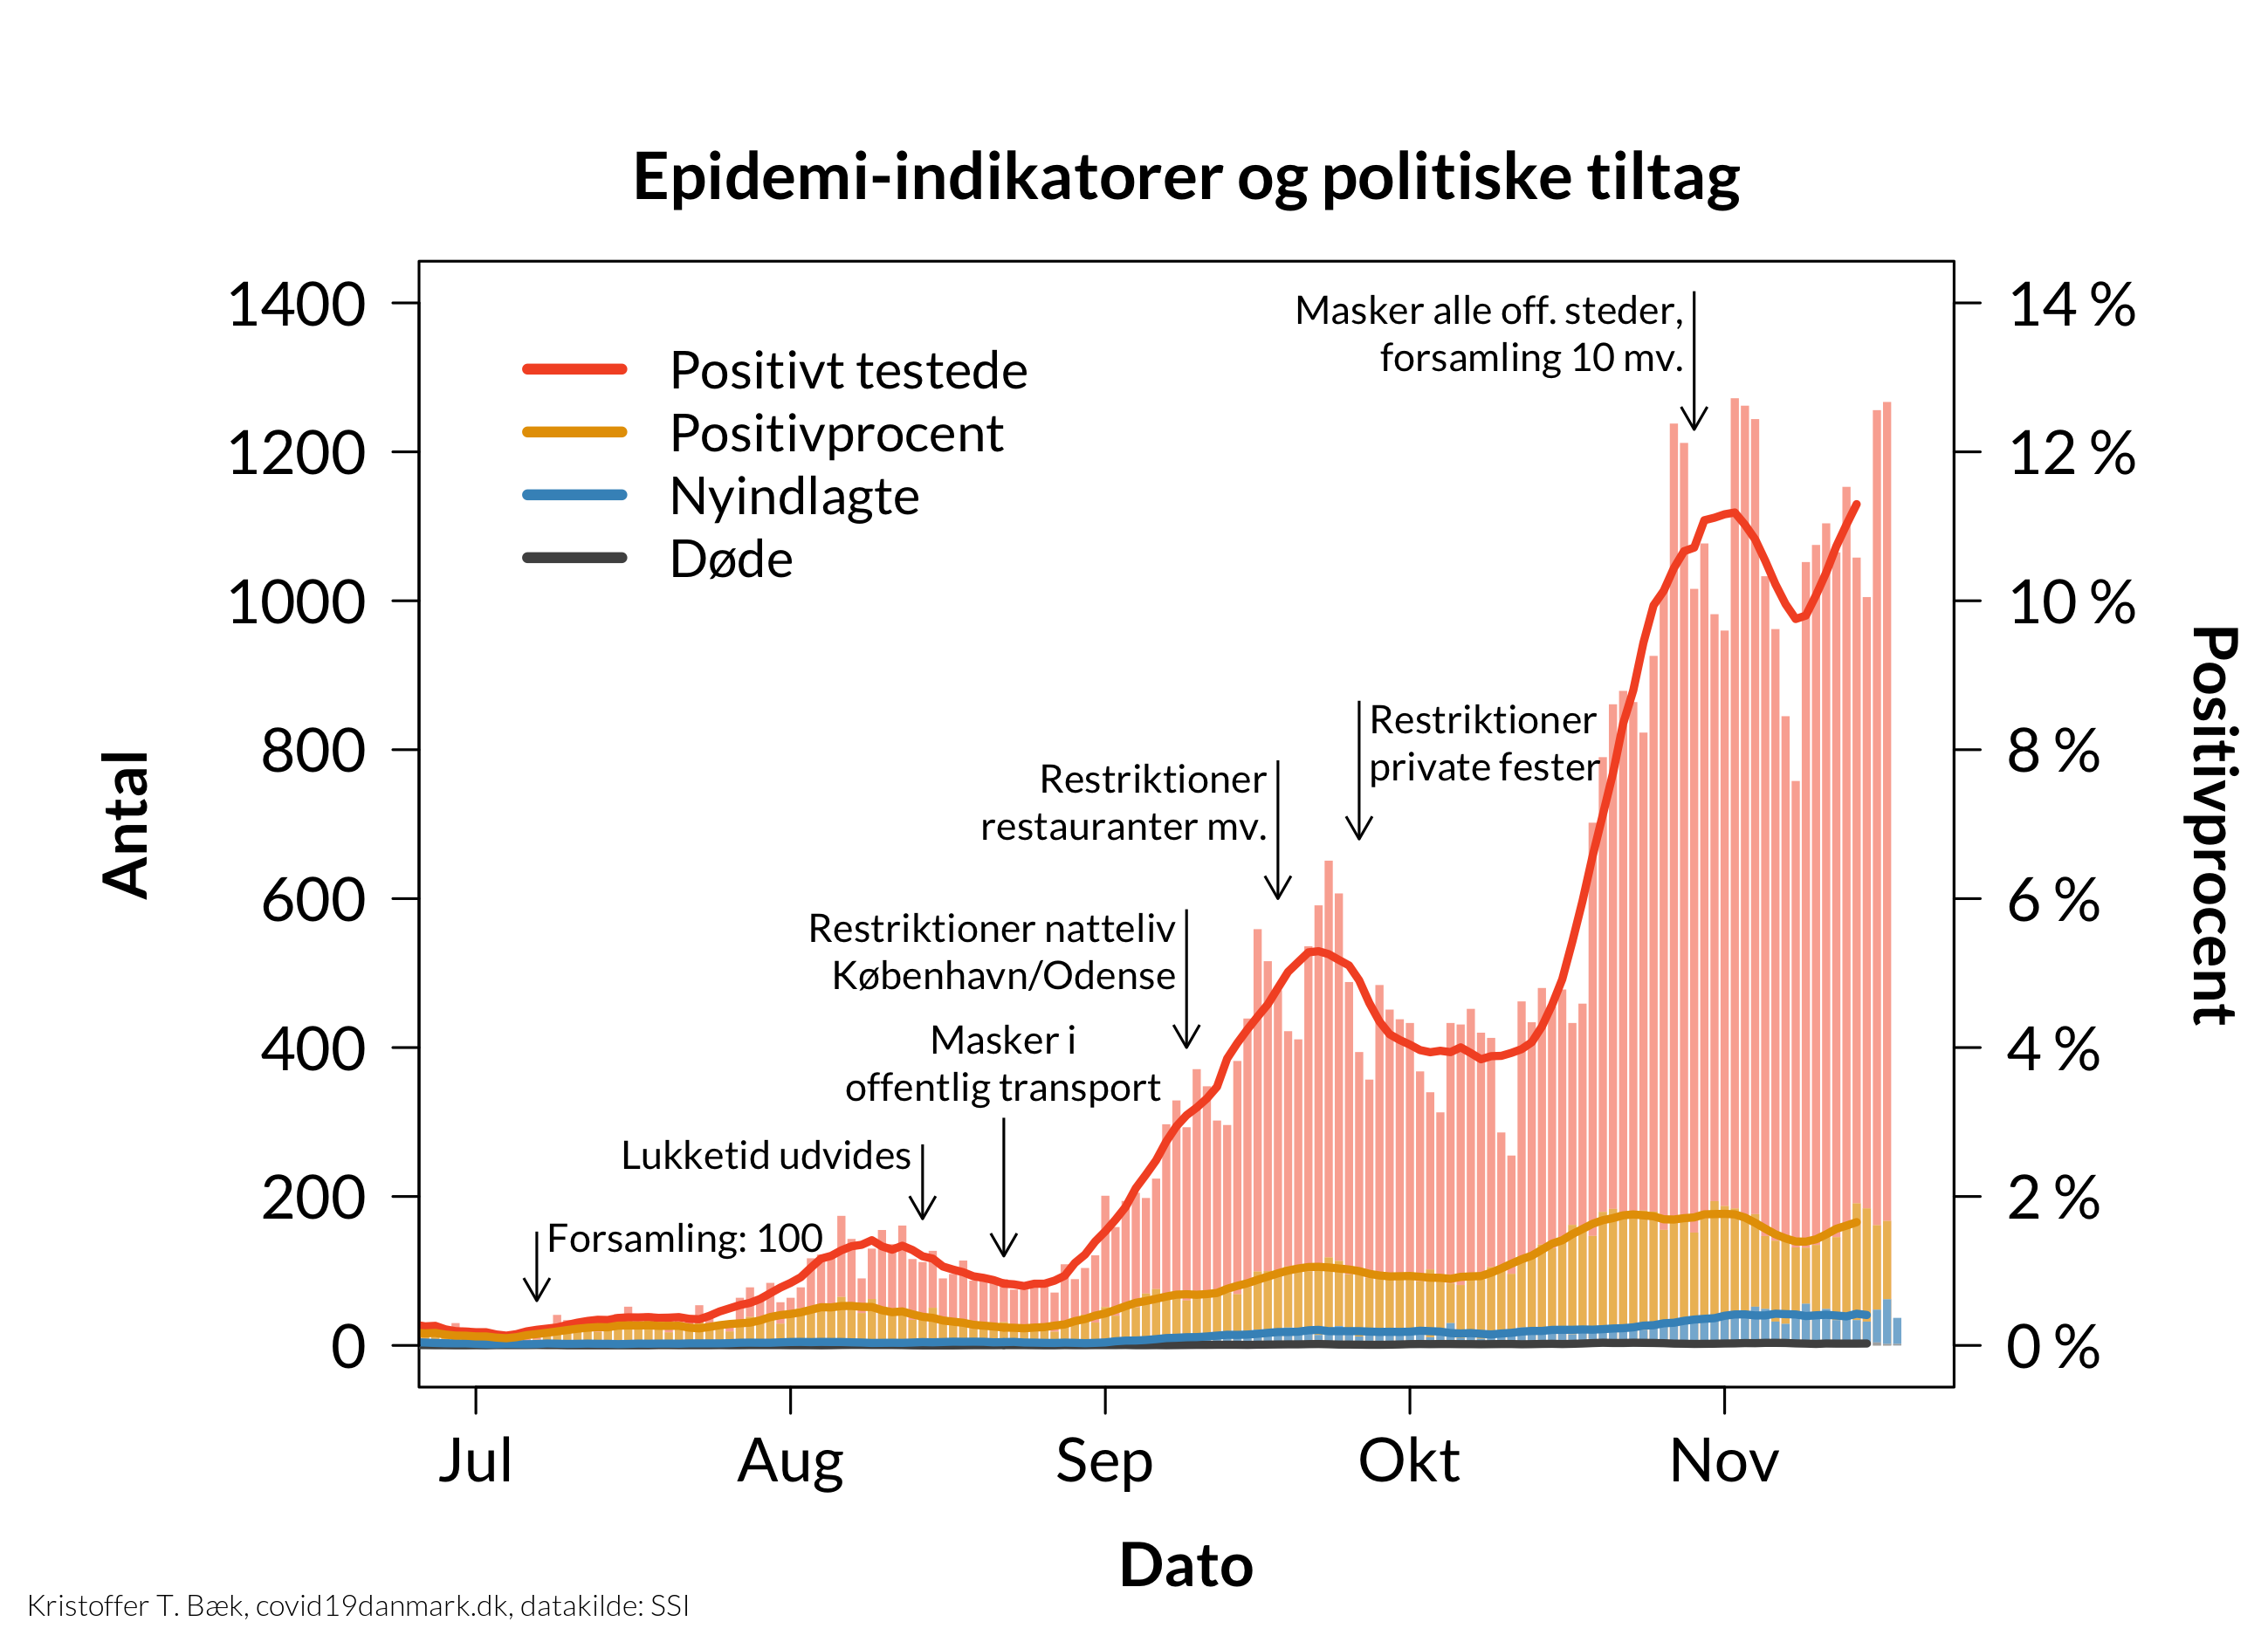 Epidemi-indikatorer og politiske tiltag
1400
1200
1000
800
600
400
200
0
Antal
14 %
12 %
10 %
8 %
6 %
4 %
2 %
0 %
Positivprocent
Positivt testede
Positivprocent
Nyindlagte
Døde
Masker alle off. steder,
forsamling 10 mv.
Restriktioner
private fester
Restriktioner
restauranter mv.
Restriktioner natteliv
København/Odense
Masker i
offentlig transport
Lukketid udvides
Forsamling: 100
Jul
Aug
Sep
Okt
Nov
Dato
Kristoffer T. Bæk, covid19danmark.dk, datakilde: SSI